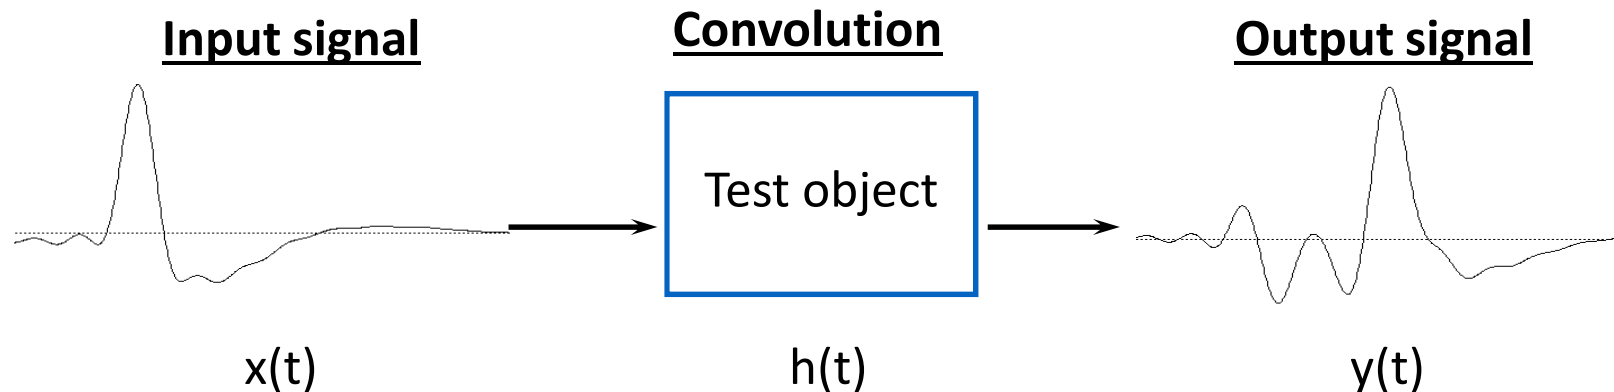 Input signal
Convolution
Output signal
Test object
x(t)
h(t)
y(t)